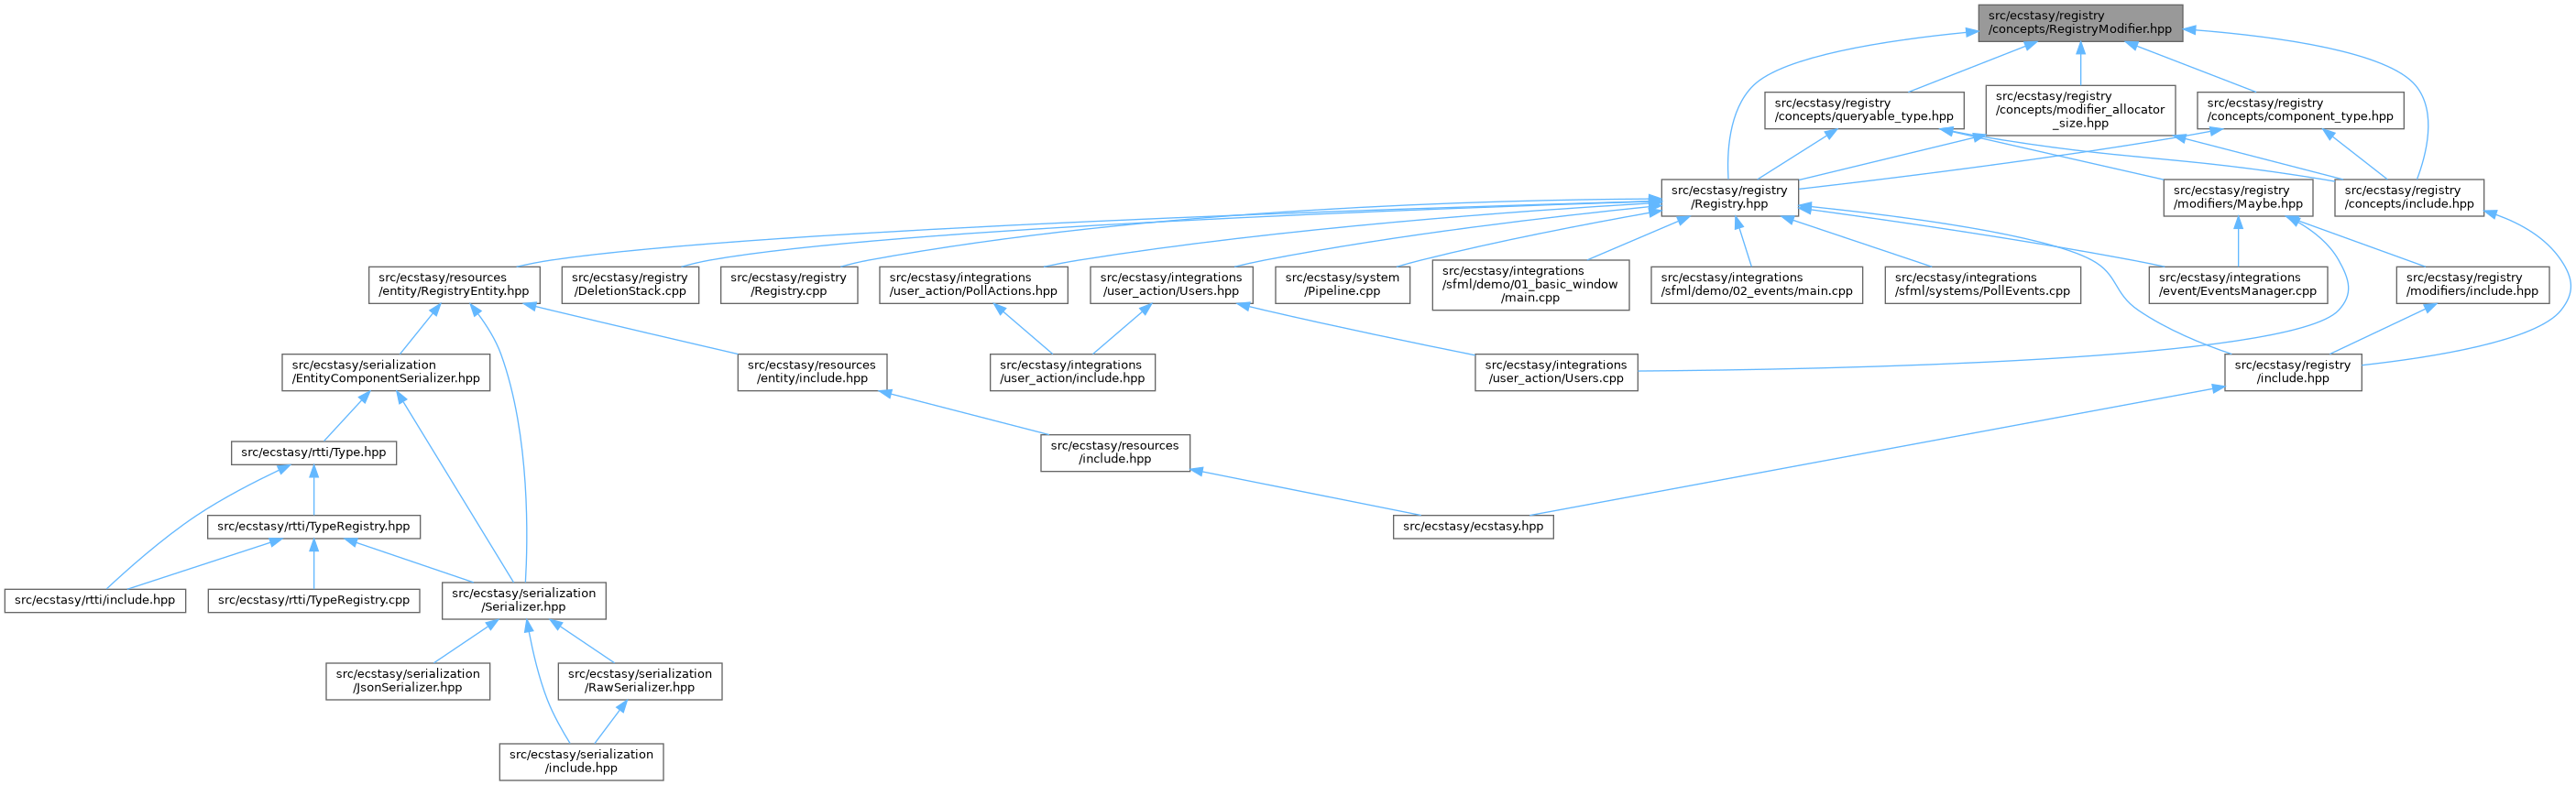 src/ecstasy/registry
/concepts/RegistryModifier.hpp
src/ecstasy/registry
/concepts/queryable_type.hpp
src/ecstasy/registry
/concepts/modifier_allocator
_size.hpp
src/ecstasy/registry
/concepts/component_type.hpp
src/ecstasy/registry
/Registry.hpp
src/ecstasy/registry
/modifiers/Maybe.hpp
src/ecstasy/registry
/concepts/include.hpp
src/ecstasy/resources
/entity/RegistryEntity.hpp
src/ecstasy/registry
/DeletionStack.cpp
src/ecstasy/registry
/Registry.cpp
src/ecstasy/integrations
/user_action/PollActions.hpp
src/ecstasy/integrations
/user_action/Users.hpp
src/ecstasy/system
/Pipeline.cpp
src/ecstasy/integrations
/sfml/demo/01_basic_window
/main.cpp
src/ecstasy/integrations
/sfml/demo/02_events/main.cpp
src/ecstasy/integrations
/sfml/systems/PollEvents.cpp
src/ecstasy/integrations
/event/EventsManager.cpp
src/ecstasy/registry
/modifiers/include.hpp
src/ecstasy/serialization
/EntityComponentSerializer.hpp
src/ecstasy/resources
/entity/include.hpp
src/ecstasy/integrations
/user_action/include.hpp
src/ecstasy/integrations
/user_action/Users.cpp
src/ecstasy/registry
/include.hpp
src/ecstasy/rtti/Type.hpp
src/ecstasy/resources
/include.hpp
src/ecstasy/rtti/TypeRegistry.hpp
src/ecstasy/ecstasy.hpp
src/ecstasy/rtti/include.hpp
src/ecstasy/rtti/TypeRegistry.cpp
src/ecstasy/serialization
/Serializer.hpp
src/ecstasy/serialization
/JsonSerializer.hpp
src/ecstasy/serialization
/RawSerializer.hpp
src/ecstasy/serialization
/include.hpp